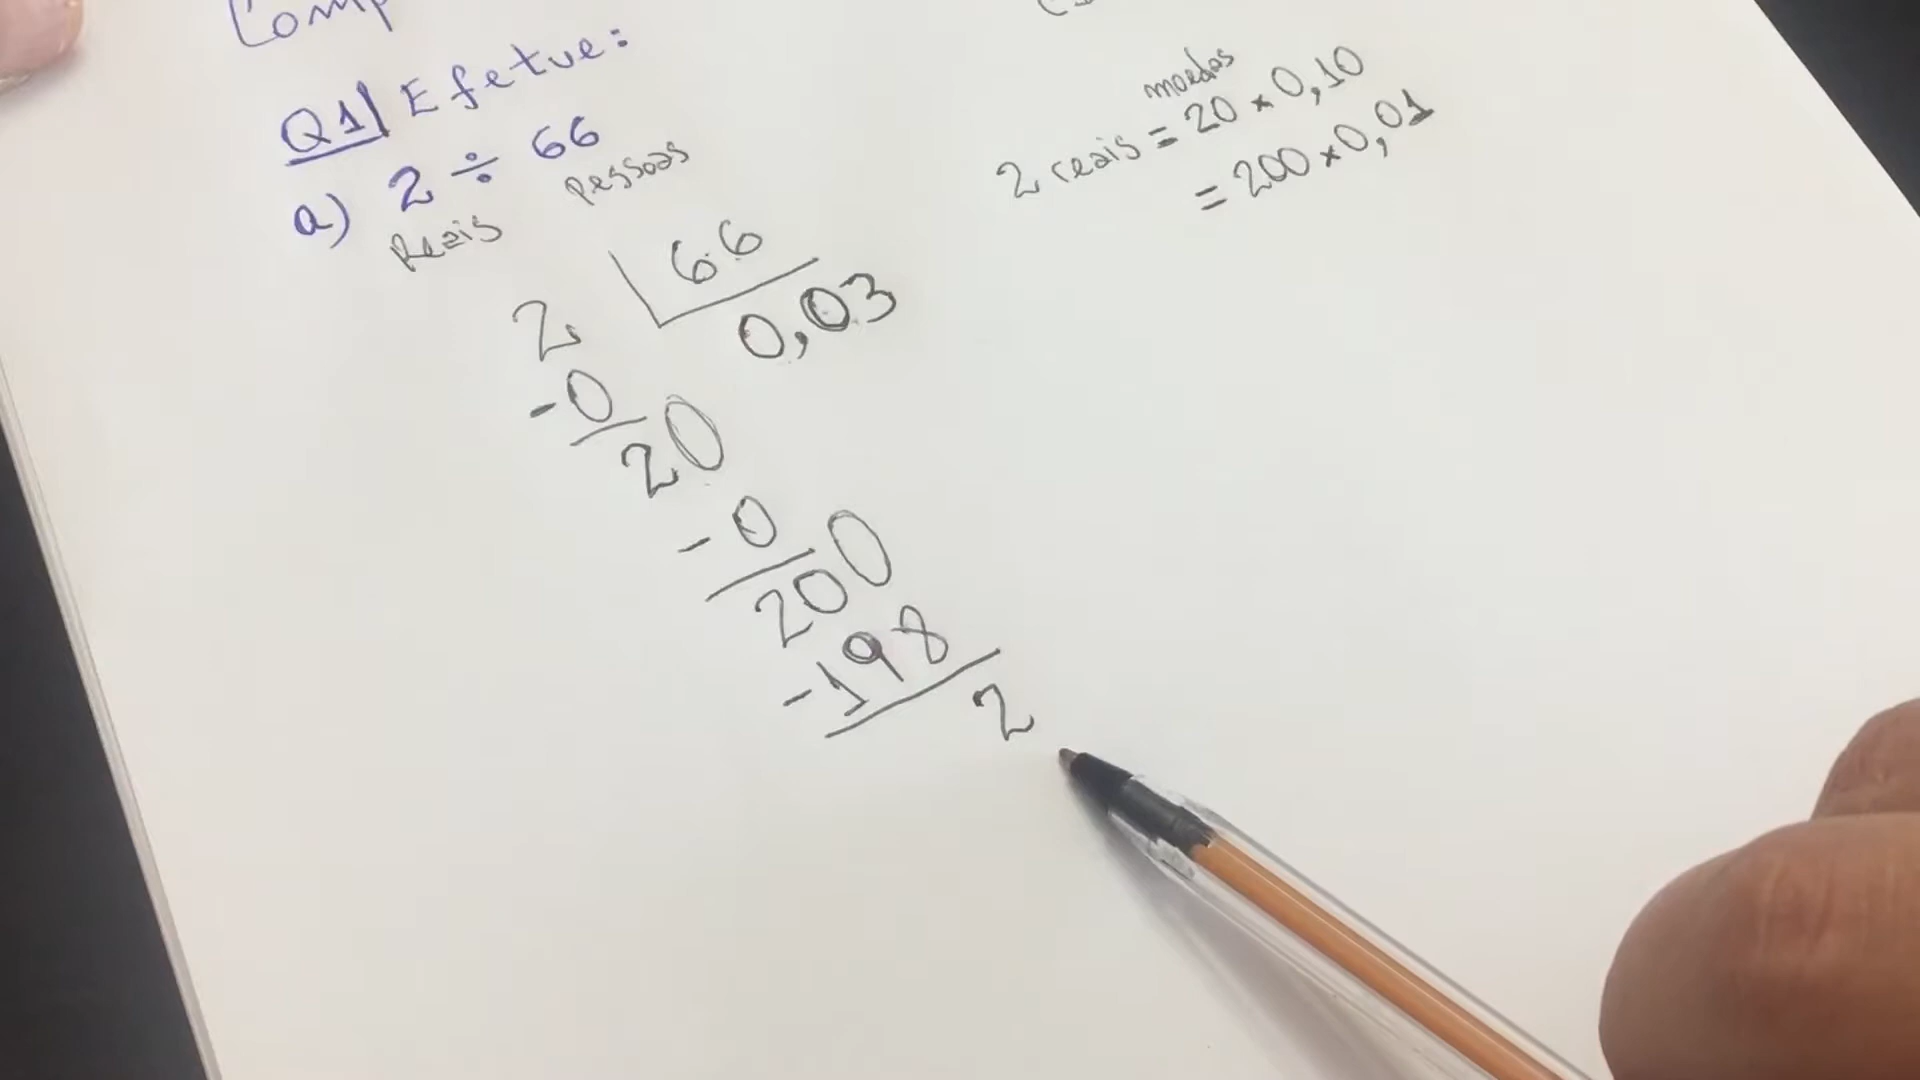 Q1| Efetue:
a) 2 ÷ 66
Reais pessoas
moedas
2 reais = 20 × 0,10
= 200 × 0,01
2 66
0,03
-0
20
-0
200
-198
2